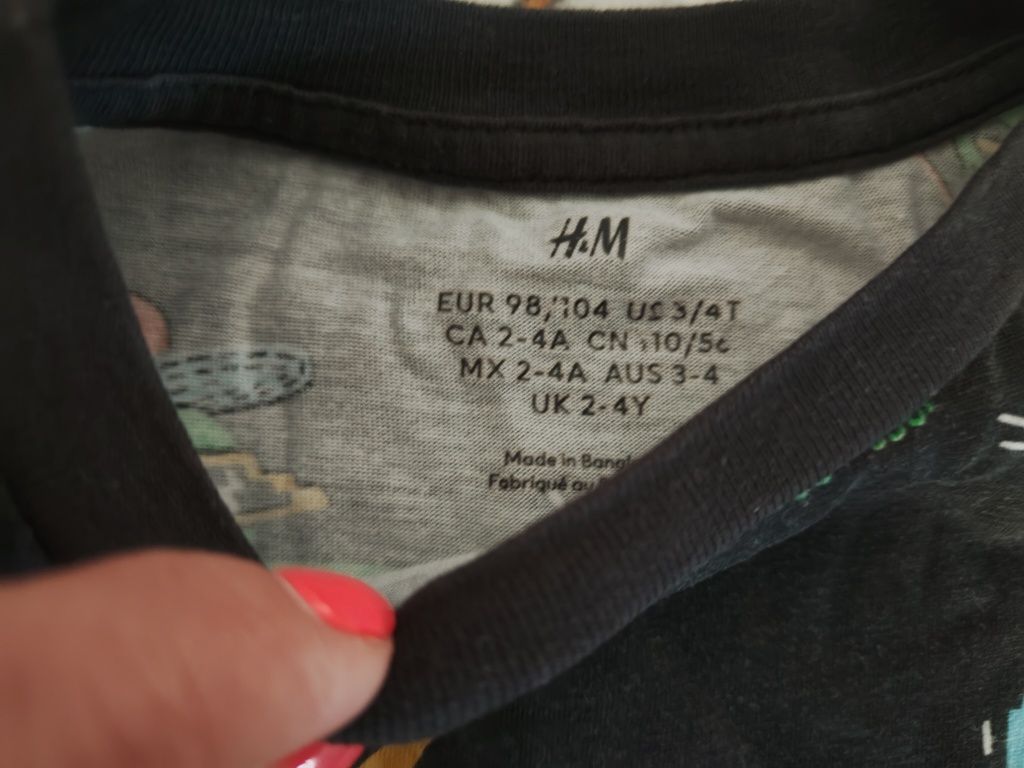 H&M
EUR 98/104 US 3/4T
CA 2-4A CN 110/56
MX 2-4A AUS 3-4
UK 2-4Y
Made in
Fabriqué au